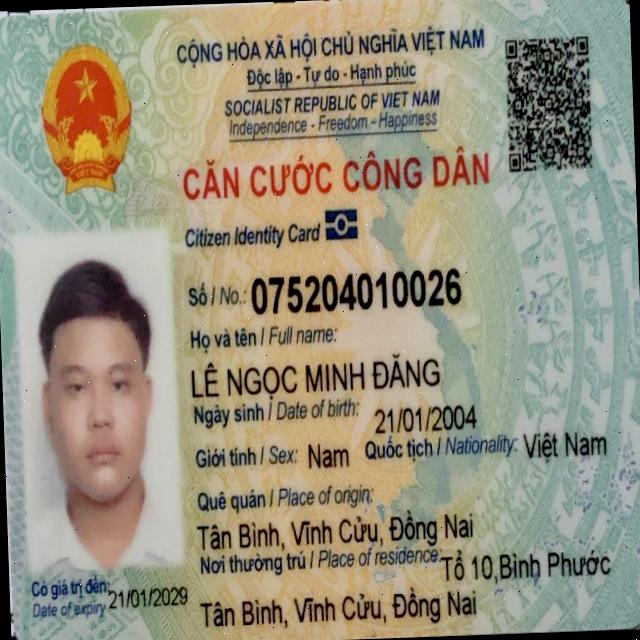 CỘNG HÒA XÃ HỘI CHỦ NGHĨA VIỆT NAM
Độc lập - Tự do - Hạnh phúc
SOCIALIST REPUBLIC OF VIET NAM
Independence - Freedom - Happiness
CĂN CƯỚC CÔNG DÂN
Citizen Identity Card
Số / No.: 075204010026
Họ và tên / Full name:
LÊ NGỌC MINH ĐĂNG
Ngày sinh / Date of birth: 21/01/2004
Giới tính / Sex: Nam Quốc tịch / Nationality: Việt Nam
Quê quán / Place of origin:
Tân Bình, Vĩnh Cửu, Đồng Nai
Nơi thường trú / Place of residence: Tổ 10,Bình Phước
Tân Bình, Vĩnh Cửu, Đồng Nai
Có giá trị đến: 21/01/2029
Date of expiry
VIỆT NAM